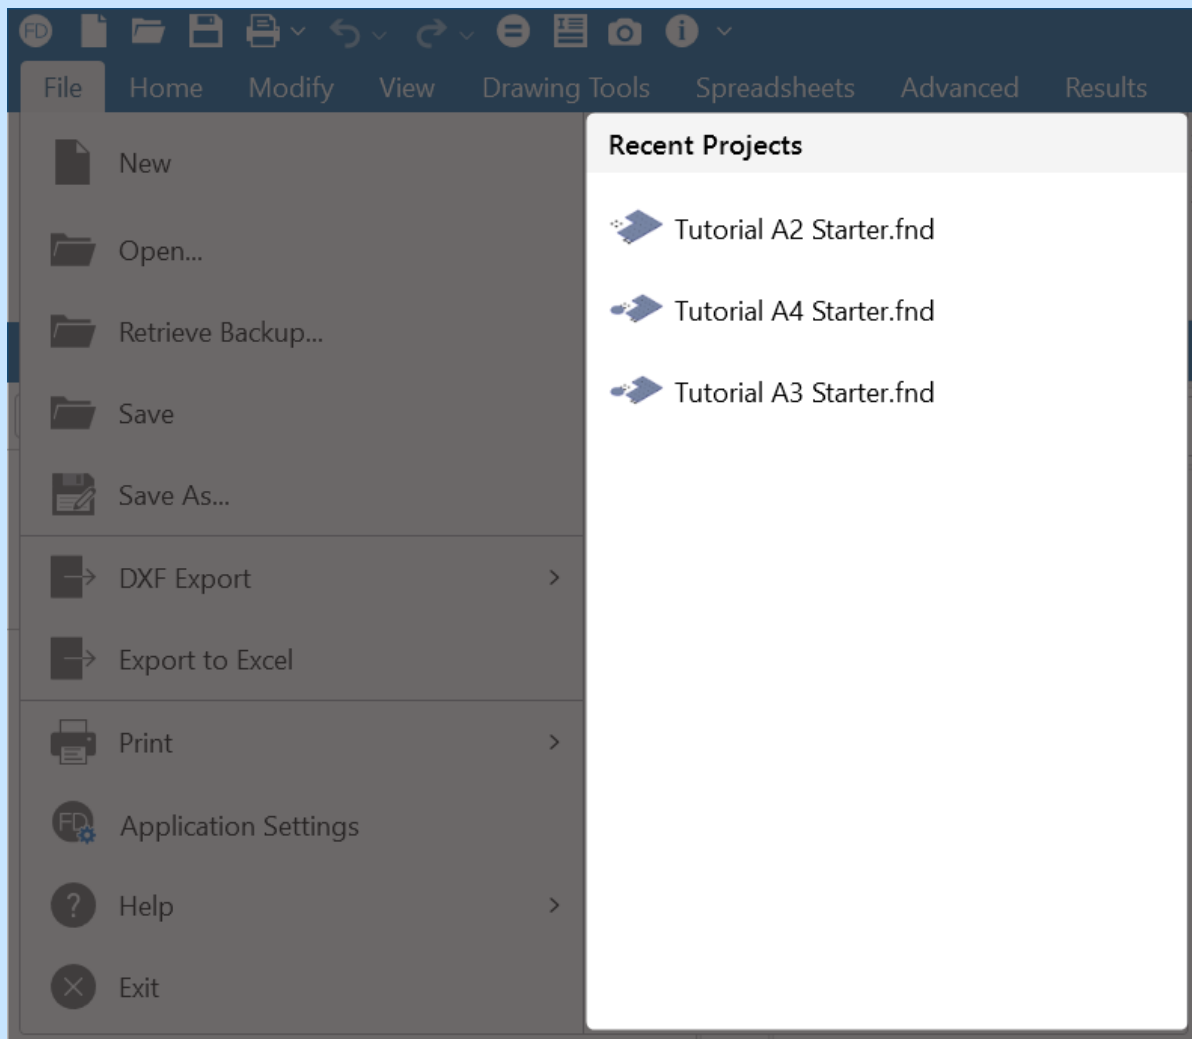 FD
File Home Modify View Drawing Tools Spreadsheets Advanced Results
New
Open...
Retrieve Backup...
Save
Save As...
DXF Export
Export to Excel
Print
FD Application Settings
? Help
Exit
Recent Projects
Tutorial A2 Starter.fnd
Tutorial A4 Starter.fnd
Tutorial A3 Starter.fnd